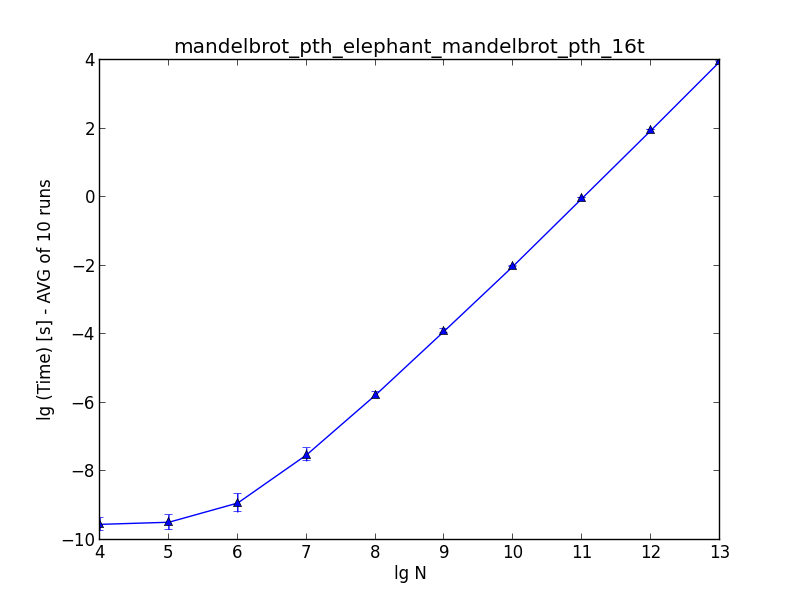 mandelbrot_pth_elephant_mandelbrot_pth_16t
lg (Time) [s] - AVG of 10 runs
4
2
0
−2
−4
−6
−8
−10
4 5 6 7 8 9 10 11 12 13
lg N